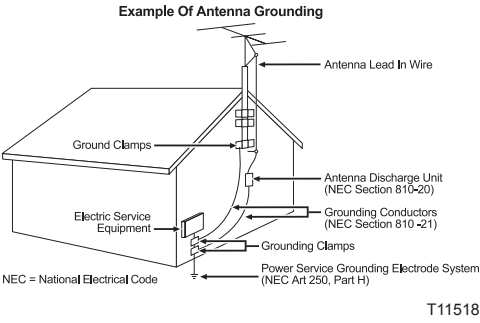 Example Of Antenna Grounding
Antenna Lead In Wire
Ground Clamps
Antenna Discharge Unit
(NEC Section 810-20)
Electric Service
Equipment
Grounding Conductors
(NEC Section 810 -21)
Grounding Clamps
Power Service Grounding Electrode System
(NEC Art 250, Part H)
NEC = National Electrical Code
T11518